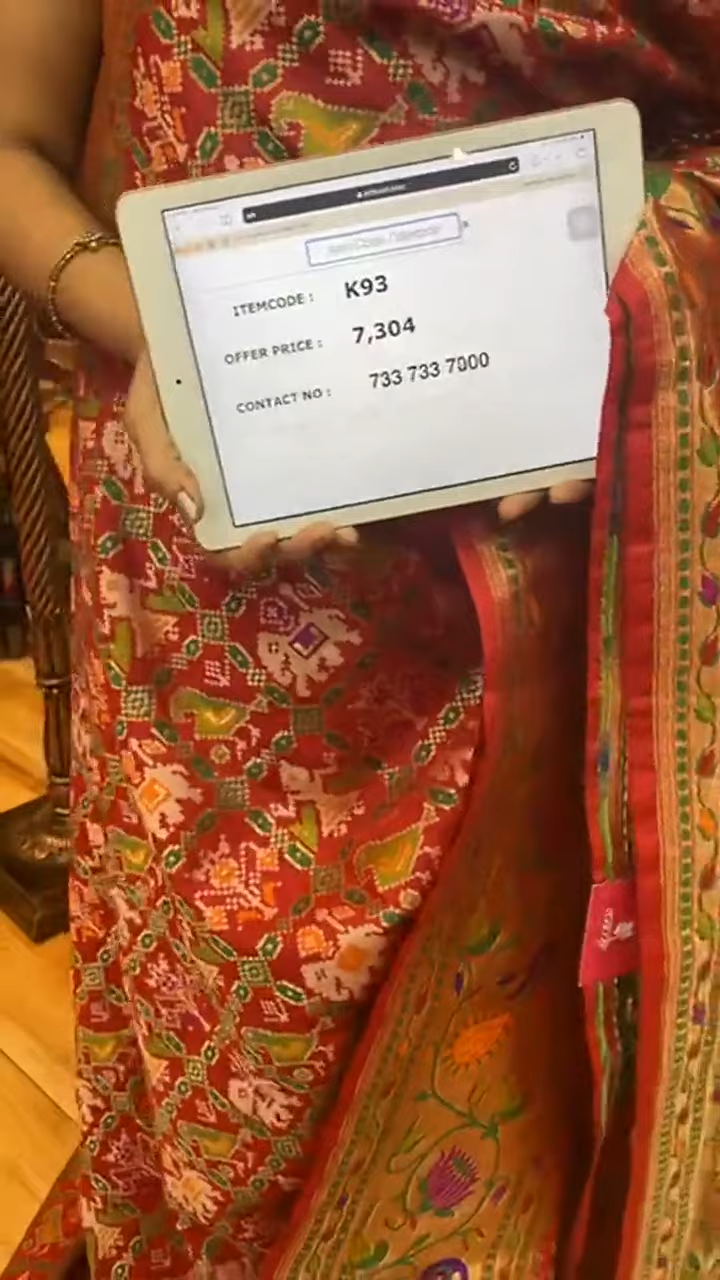 ITEMCODE : K93
OFFER PRICE : 7,304
CONTACT NO : 733 733 7000